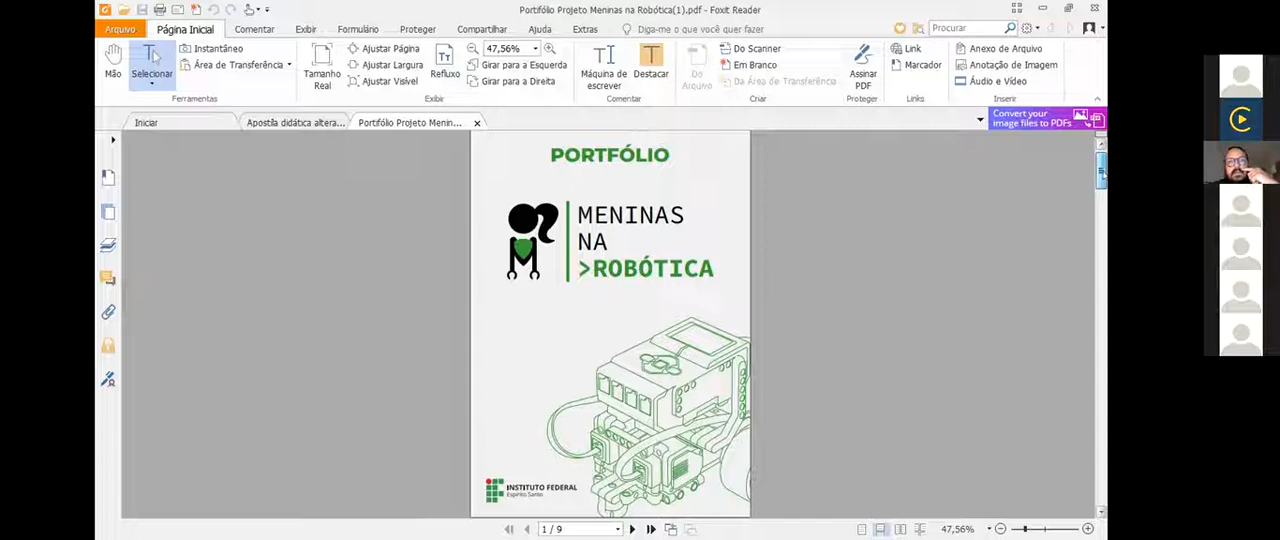 Portfólio Projeto Meninas na Robótica(1).pdf - Foxit Reader
Arquivo Página Inicial Comentar Exibir Formulário Proteger Compartilhar Ajuda Extras Diga-me o que você quer fazer Procurar
Mão
Selecionar
Instantâneo
Área de Transferência
Ferramentas
Tamanho
Real
Ajustar Página
Ajustar Largura
Ajustar Visível
Refluxo
47,56%
Girar para a Esquerda
Girar para a Direita
Exibir
Máquina de
escrever
Destacar
Comentar
Do
Arquivo
Do Scanner
Em Branco
Da Área de Transferência
Criar
Assinar
PDF
Proteger
Link
Marcador
Links
Anexo de Arquivo
Anotação de Imagem
Áudio e Vídeo
Inserir
Iniciar Apostila didática altera... Portfólio Projeto Menin...
Convert your
image files to PDFs
PORTFÓLIO
MENINAS
NA
>ROBÓTICA
INSTITUTO FEDERAL
Espírito Santo
1 / 9
47,56%